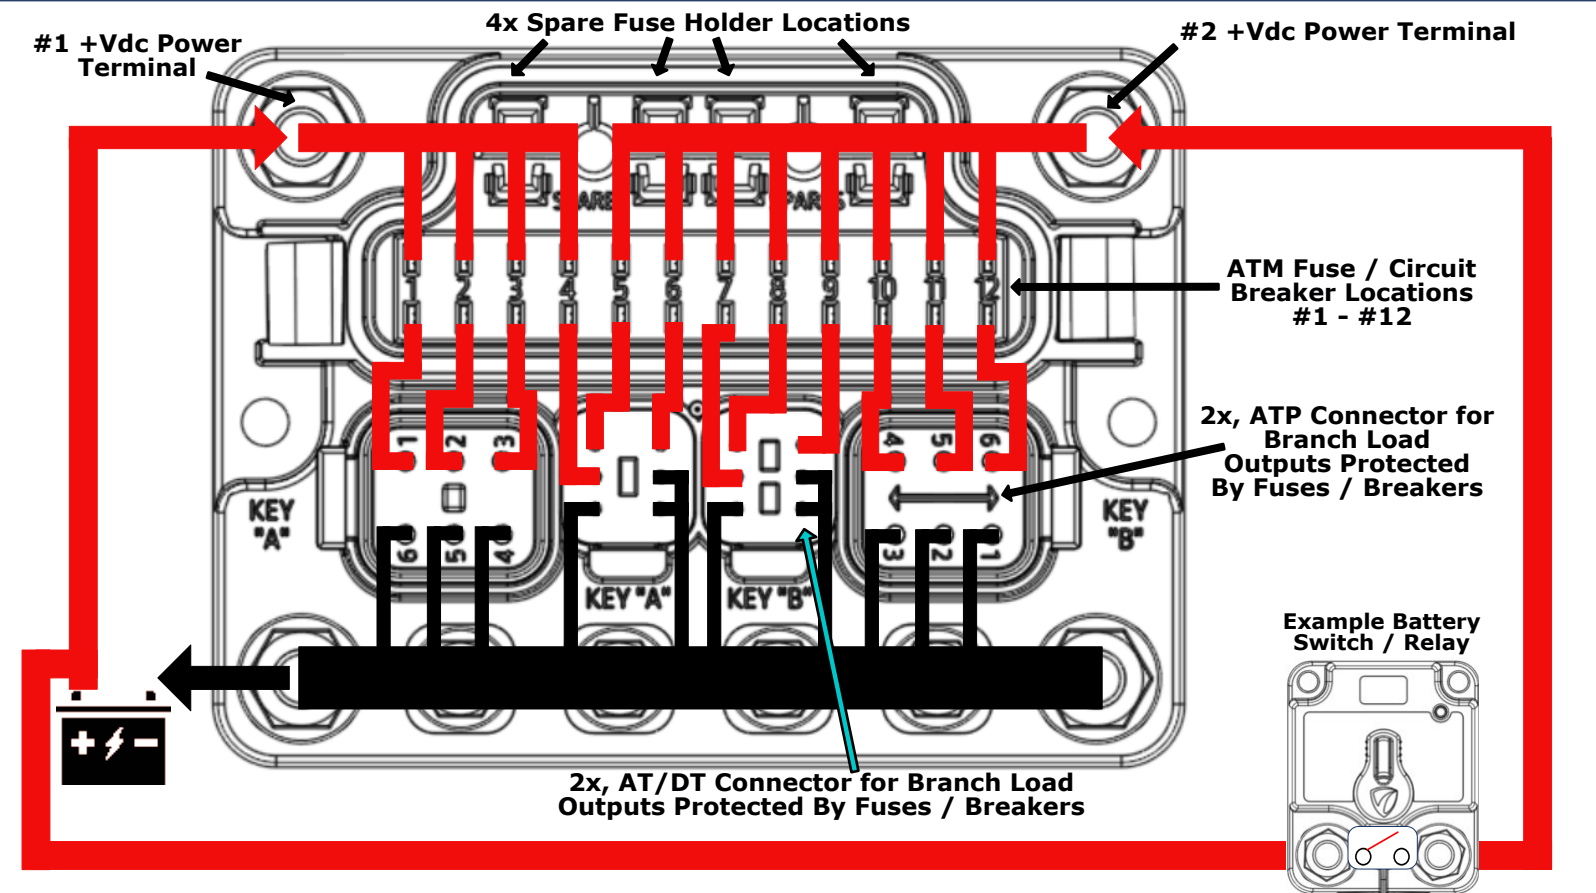 4x Spare Fuse Holder Locations
#1 +Vdc Power
Terminal
#2 +Vdc Power Terminal
1 2 3 4 5 6 7 8 9 10 11 12
ATM Fuse / Circuit
Breaker Locations
#1 - #12
2x, ATP Connector for
Branch Load
Outputs Protected
By Fuses / Breakers
1 2 3
4 5 6
KEY
"A"
KEY
"B"
6 5 4
3 2 1
KEY "A"
KEY "B"
Example Battery
Switch / Relay
+ -
2x, AT/DT Connector for Branch Load
Outputs Protected By Fuses / Breakers